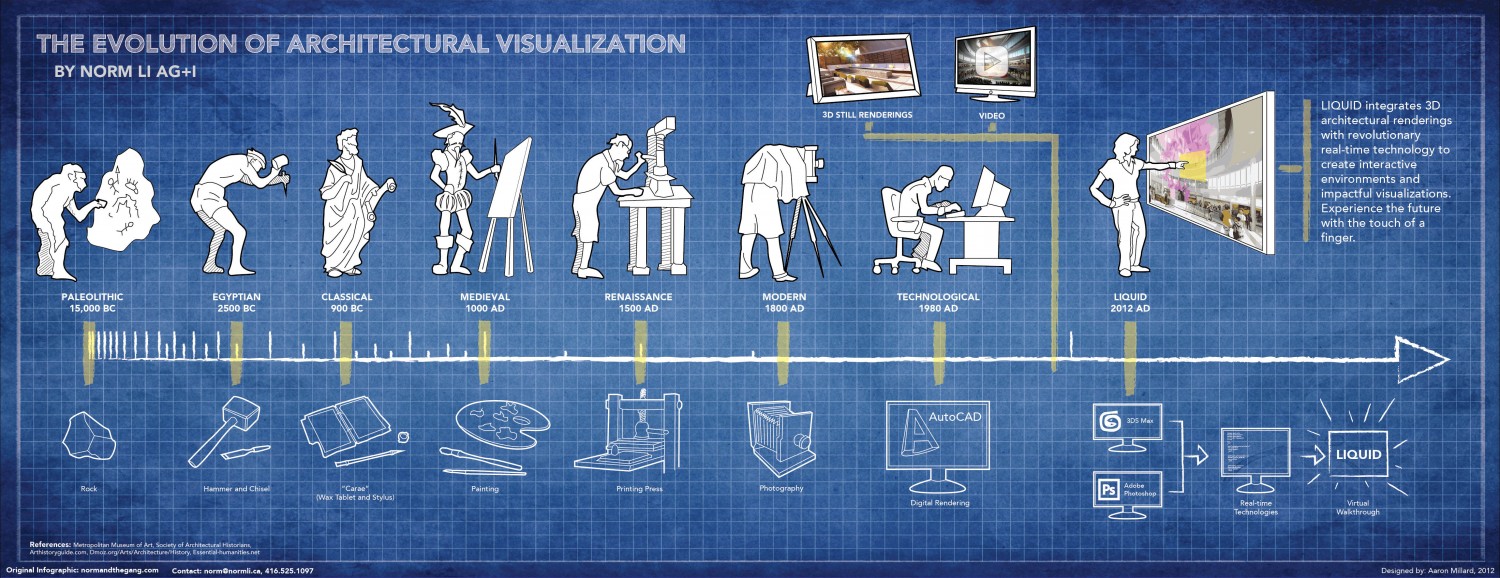 THE EVOLUTION OF ARCHITECTURAL VISUALIZATION
BY NORM LI AG+I
3D STILL RENDERINGS
VIDEO
LIQUID integrates 3D
architectural renderings
with revolutionary
real-time technology to
create interactive
environments and
impactful visualizations.
Experience the future
with the touch of a
finger.
PALEOLITHIC
15,000 BC
EGYPTIAN
2500 BC
CLASSICAL
900 BC
MEDIEVAL
1000 AD
RENAISSANCE
1500 AD
MODERN
1800 AD
TECHNOLOGICAL
1980 AD
LIQUID
2012 AD
Rock
Hammer and Chisel
"Carae"
(Wax Tablet and Stylus)
Painting
Printing Press
Photography
A AutoCAD
Digital Rendering
3DS Max
Ps Adobe
Photoshop
Real-time
Technologies
LIQUID
Virtual
Walkthrough
References: Metropolitan Museum of Art, Society of Architectural Historians,
Arthistoryguide.com, Dmoz.org/Arts/Architecture/History, Essential-humanities.net
Original Infographic: normandthegang.com Contact: norm@normli.ca, 416.525.1097
Designed by: Aaron Millard, 2012